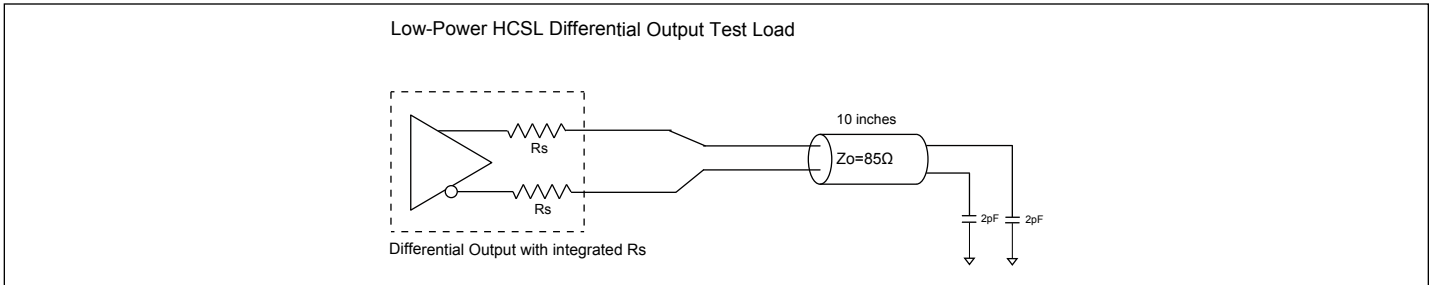 Low-Power HCSL Differential Output Test Load
10 inches
Rs
Zo=85Ω
Rs
2pF
2pF
Differential Output with integrated Rs